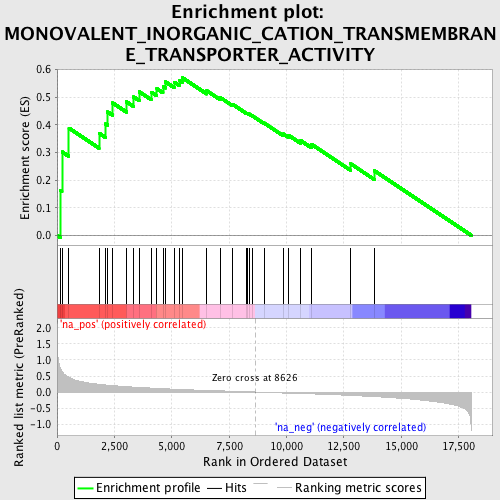 Enrichment plot:
MONOVALENT_INORGANIC_CATION_TRANSMEMBRAN
E_TRANSPORTER_ACTIVITY
Enrichment score (ES)
0.6
0.5
0.4
0.3
0.2
0.1
0.0
'na_pos' (positively correlated)
Ranked list metric (PreRanked)
2.0
1.5
1.0
0.5
0.0
-0.5
-1.0
Zero cross at 8626
'na_neg' (negatively correlated)
0 2,500 5,000 7,500 10,000 12,500 15,000 17,500
Rank in Ordered Dataset
Enrichment profile Hits Ranking metric scores